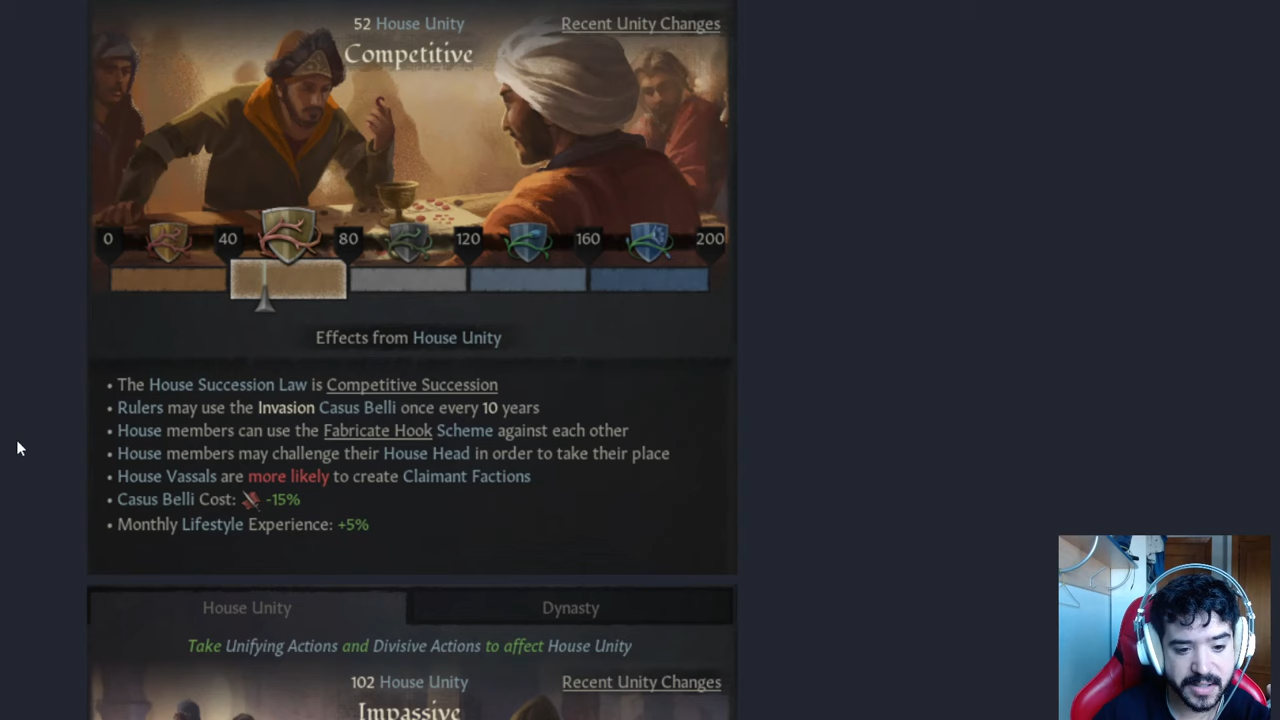 52 House Unity
Recent Unity Changes
Competitive
0 40 80 120 160 200
Effects from House Unity
• The House Succession Law is Competitive Succession
• Rulers may use the Invasion Casus Belli once every 10 years
• House members can use the Fabricate Hook Scheme against each other
• House members may challenge their House Head in order to take their place
• House Vassals are more likely to create Claimant Factions
• Casus Belli Cost: -15%
• Monthly Lifestyle Experience: +5%
House Unity
Dynasty
Take Unifying Actions and Divisive Actions to affect House Unity
102 House Unity
Recent Unity Changes
Impassive